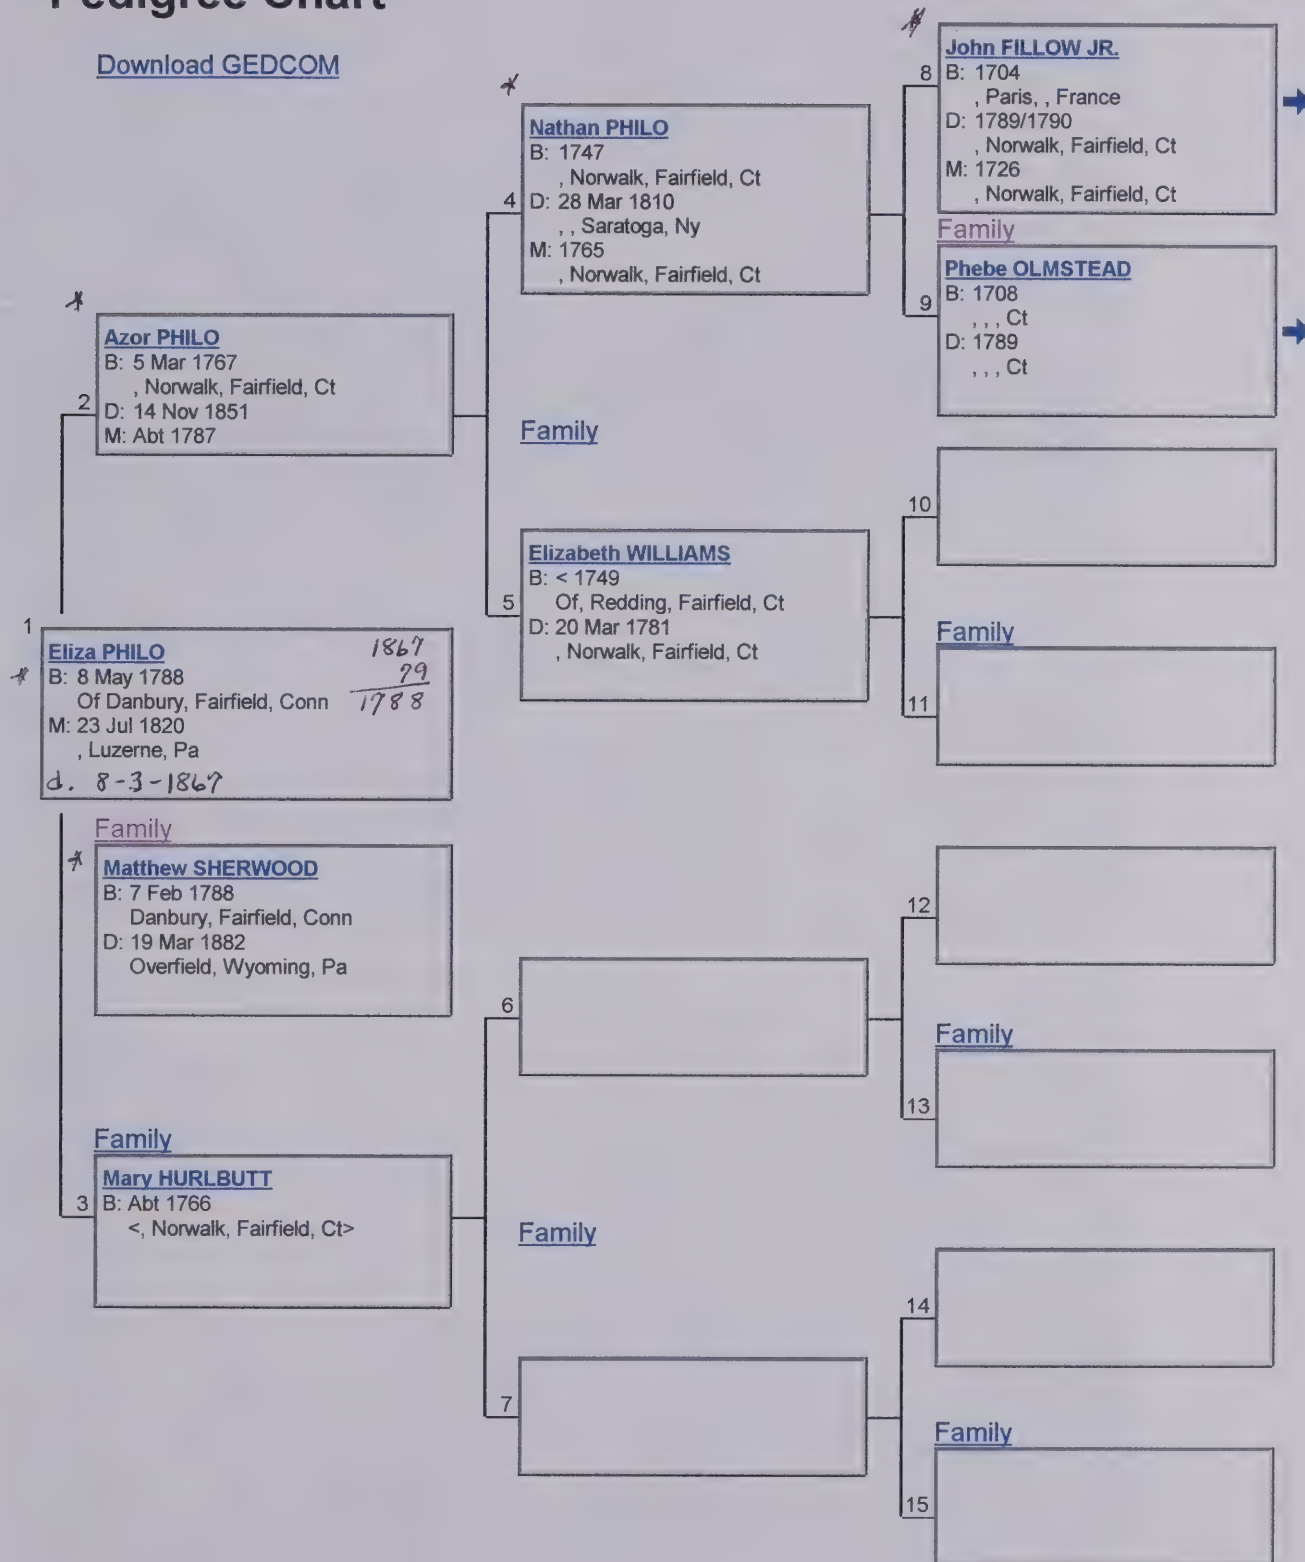 Pedigree Chart
Download GEDCOM
1
Eliza PHILO
B: 8 May 1788
Of Danbury, Fairfield, Conn
M: 23 Jul 1820
, Luzerne, Pa
d. 8-3-1867
1867
79
1788
Family
Matthew SHERWOOD
B: 7 Feb 1788
Danbury, Fairfield, Conn
D: 19 Mar 1882
Overfield, Wyoming, Pa
2
Azor PHILO
B: 5 Mar 1767
, Norwalk, Fairfield, Ct
D: 14 Nov 1851
M: Abt 1787
Family
3
Mary HURLBUTT
B: Abt 1766
<, Norwalk, Fairfield, Ct>
4
Nathan PHILO
B: 1747
, Norwalk, Fairfield, Ct
D: 28 Mar 1810
, , Saratoga, Ny
M: 1765
, Norwalk, Fairfield, Ct
Family
5
Elizabeth WILLIAMS
B: < 1749
Of, Redding, Fairfield, Ct
D: 20 Mar 1781
, Norwalk, Fairfield, Ct
6
Family
7
8
John FILLOW JR.
B: 1704
, Paris, , France
D: 1789/1790
, Norwalk, Fairfield, Ct
M: 1726
, Norwalk, Fairfield, Ct
Family
9
Phebe OLMSTEAD
B: 1708
, , , Ct
D: 1789
, , , Ct
10
Family
11
12
Family
13
14
Family
15